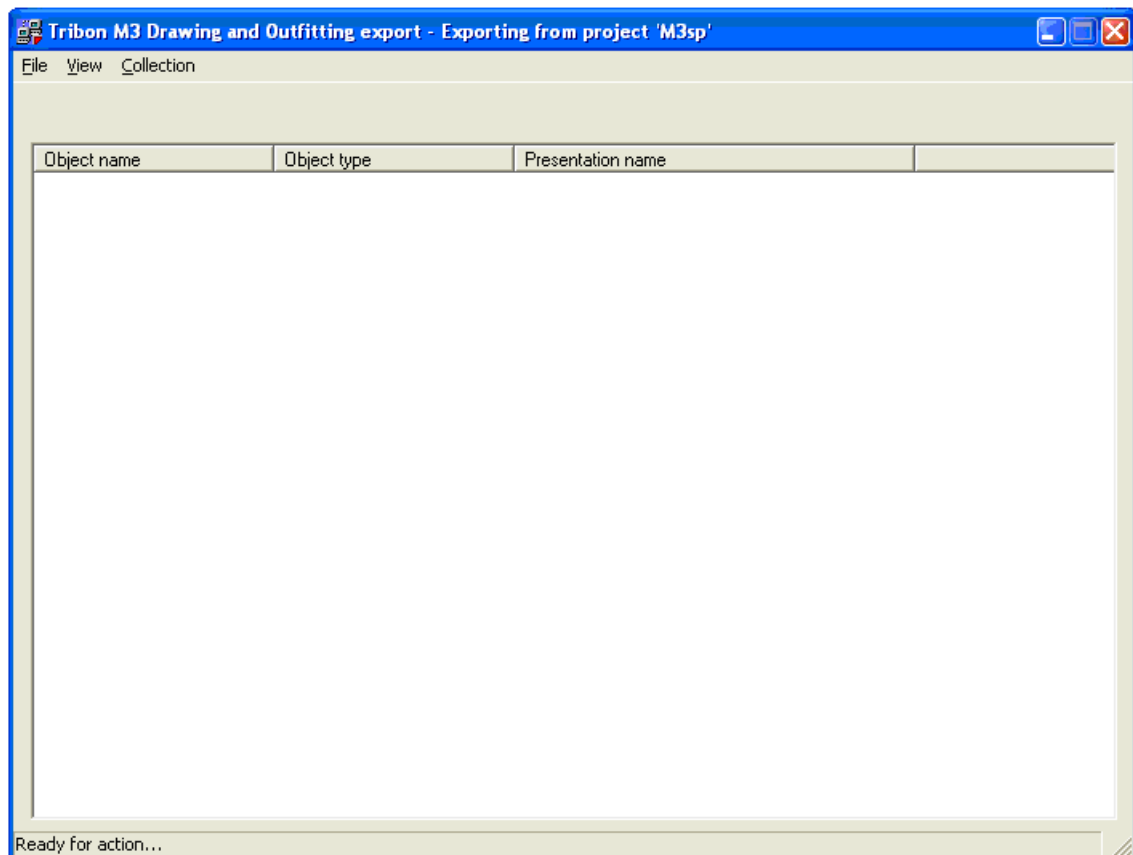 Tribon M3 Drawing and Outfitting export - Exporting from project 'M3sp'
File View Collection
Object name Object type Presentation name
Ready for action...